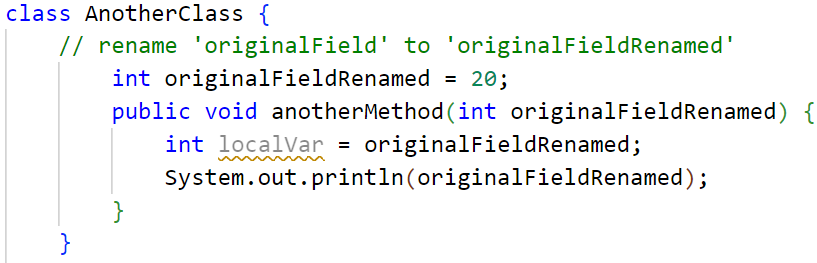 class AnotherClass {
// rename 'originalField' to 'originalFieldRenamed'
int originalFieldRenamed = 20;
public void anotherMethod(int originalFieldRenamed) {
int localVar = originalFieldRenamed;
System.out.println(originalFieldRenamed);
}
}